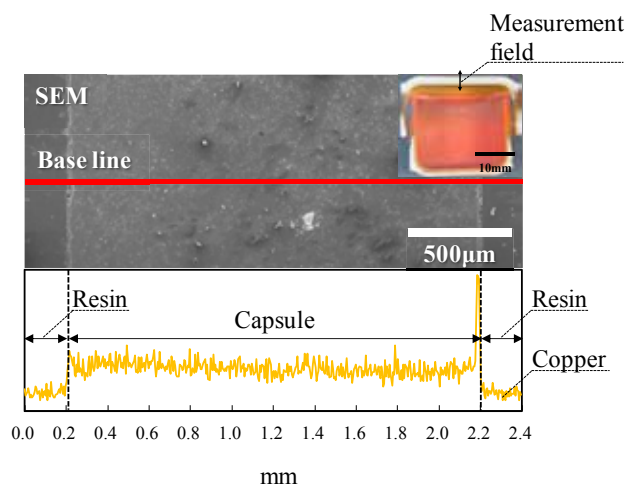 Measurement
field
SEM
10mm
Base line
500μm
Resin
Capsule
Resin
Copper
0.0 0.2 0.4 0.6 0.8 1.0 1.2 1.4 1.6 1.8 2.0 2.2 2.4
mm